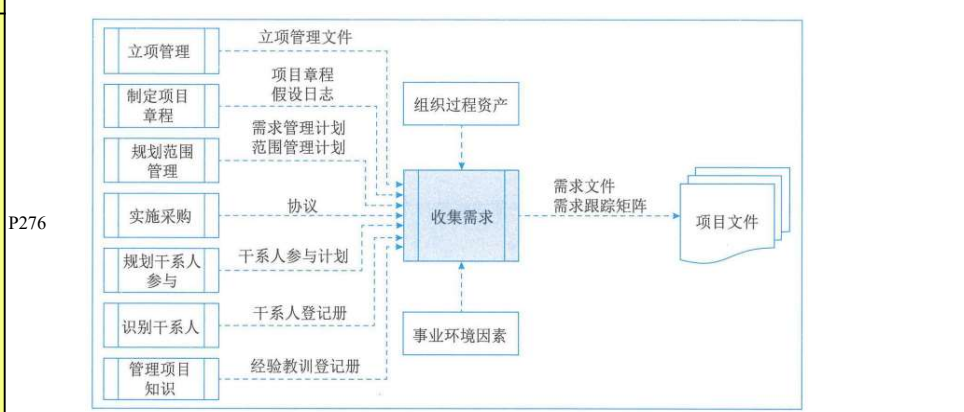 P276
立项管理
立项管理文件
制定项目
章程
项目章程
假设日志
规划范围
管理
需求管理计划
范围管理计划
实施采购
协议
规划干系人
参与
干系人参与计划
识别干系人
干系人登记册
管理项目
知识
经验教训登记册
组织过程资产
收集需求
事业环境因素
需求文件
需求跟踪矩阵
项目文件